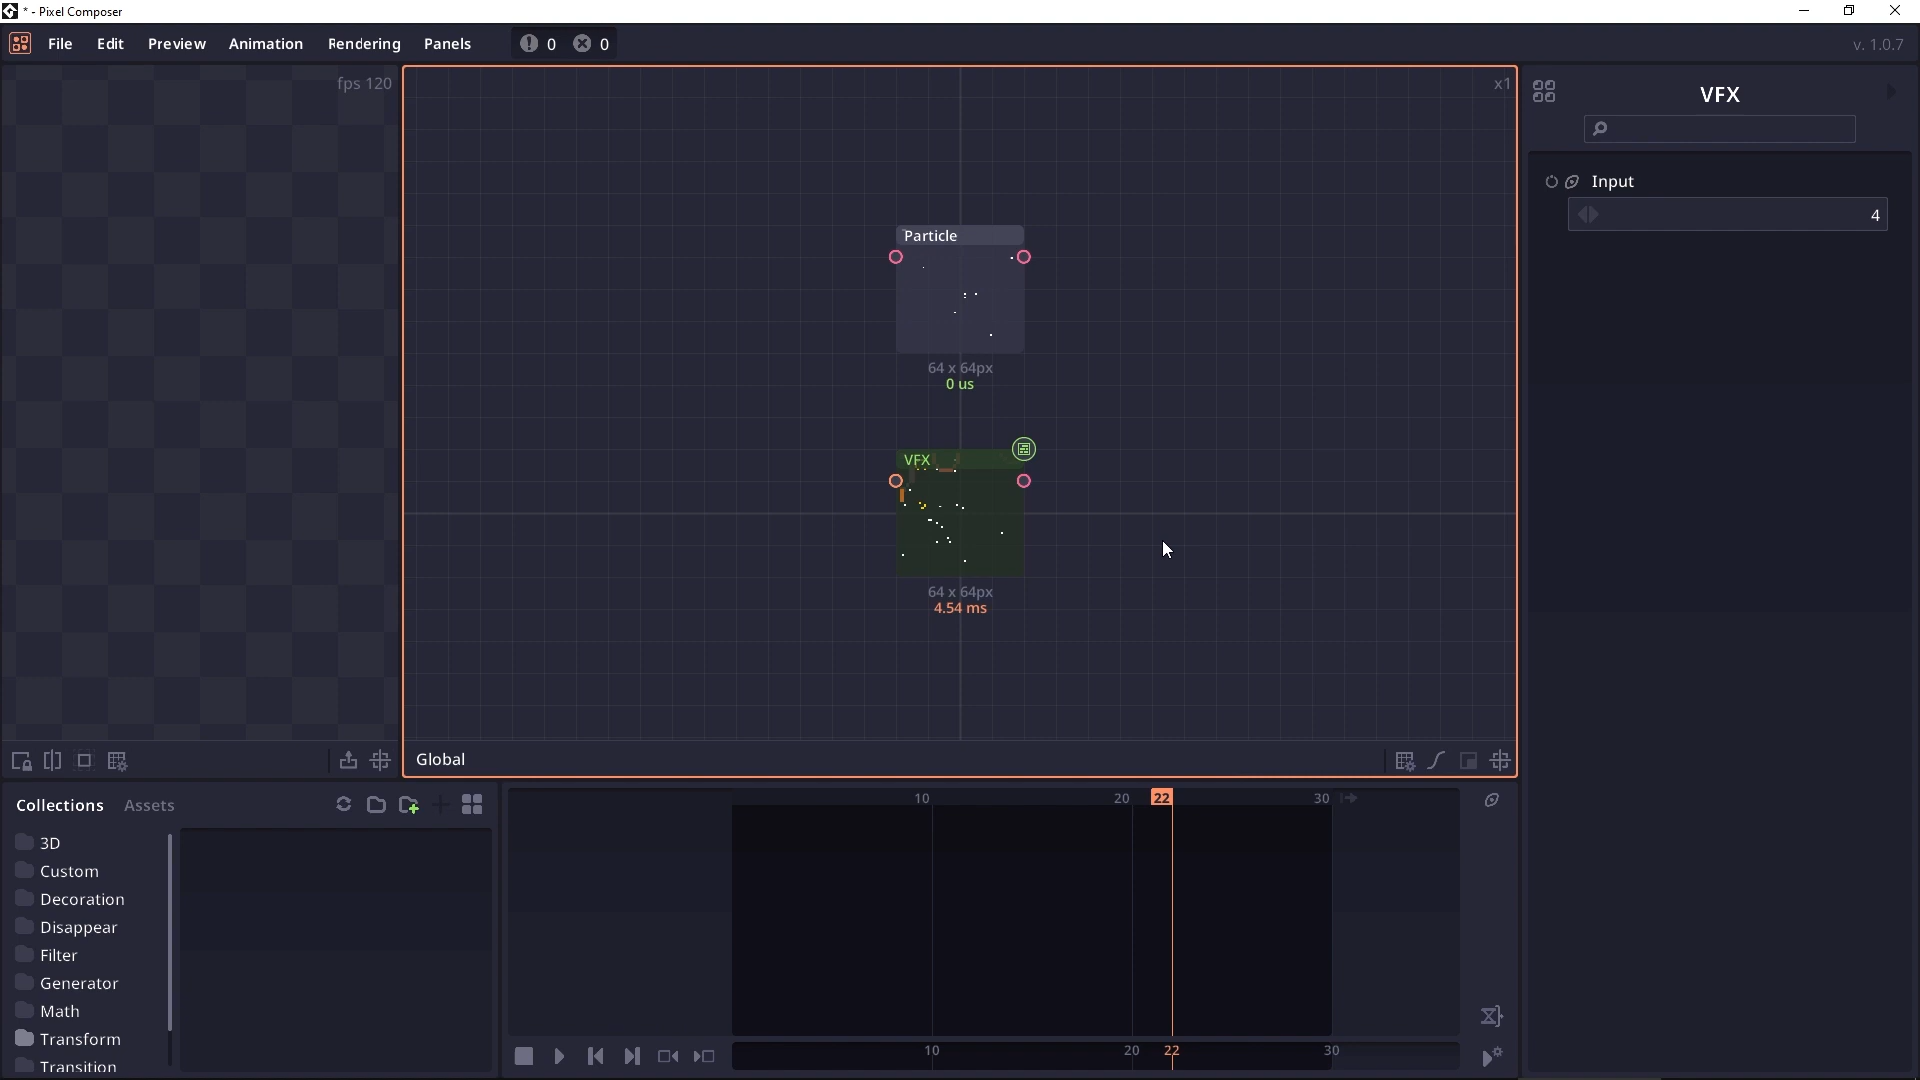 * - Pixel Composer
File Edit Preview Animation Rendering Panels 0 0 v. 1.0.7
fps 120
x1
VFX
Input
4
Particle
64 x 64px
0 us
VFX
64 x 64px
4.54 ms
Global
Collections Assets
3D
Custom
Decoration
Disappear
Filter
Generator
Math
Transform
Transition
10 20 22 30
10 20 22 30